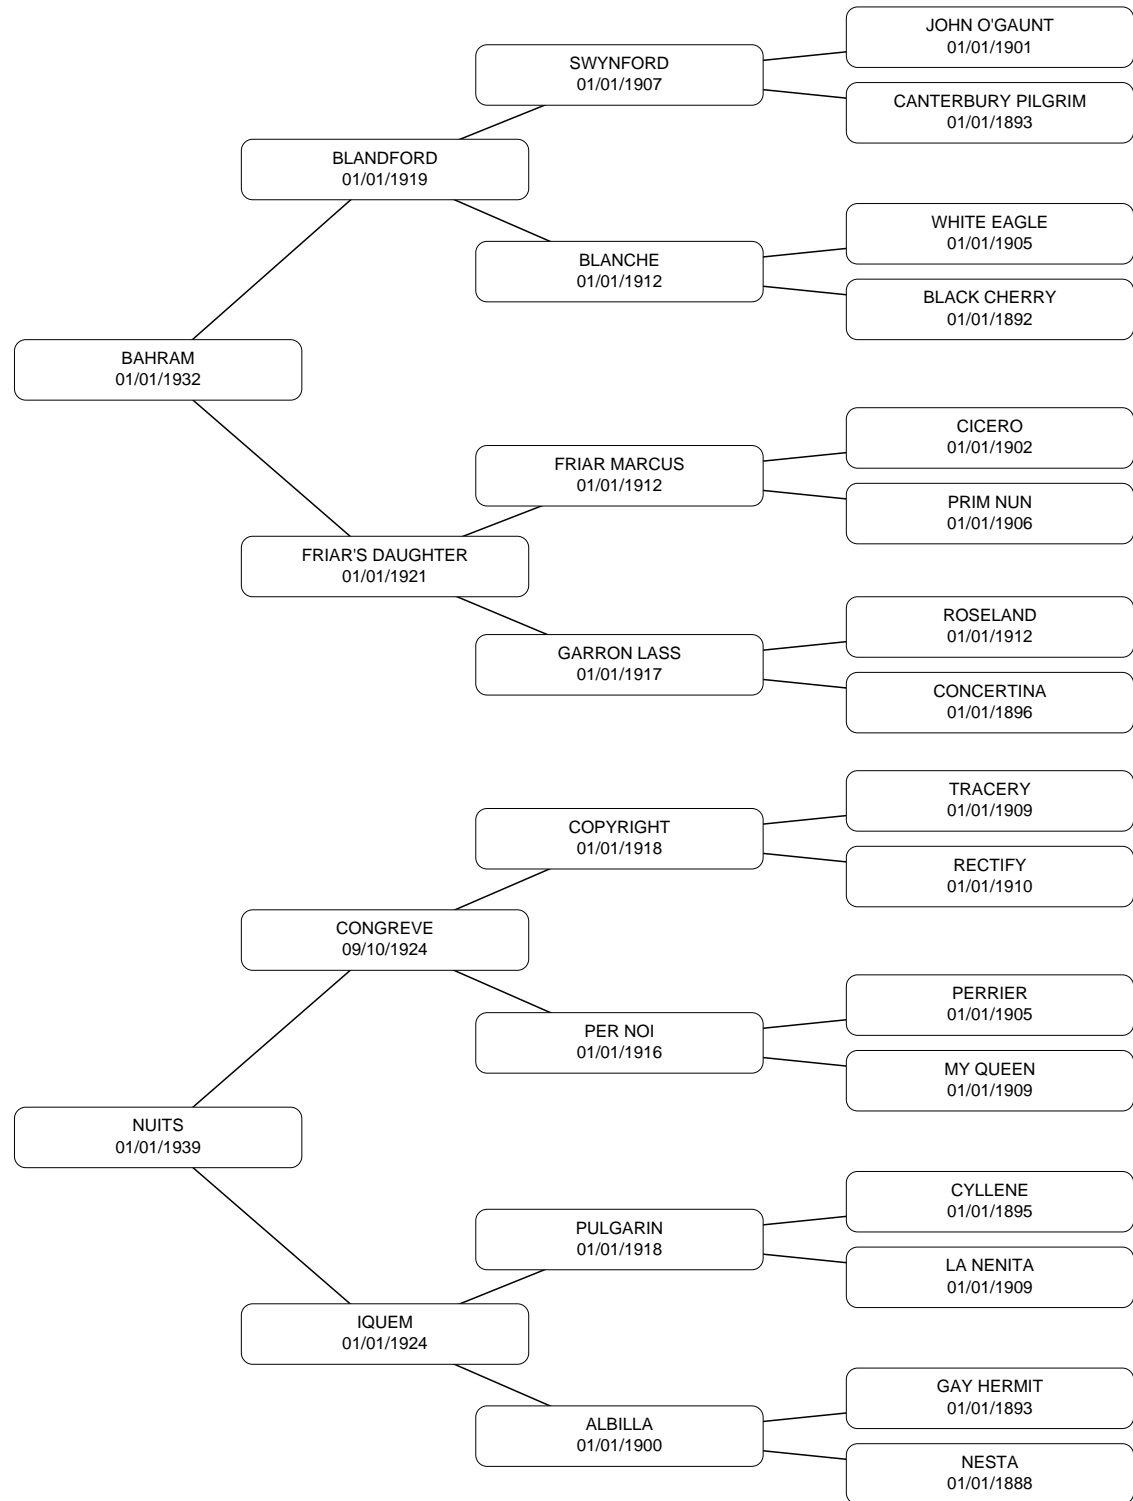 JOHN O'GAUNT
01/01/1901
SWYNFORD
01/01/1907
CANTERBURY PILGRIM
01/01/1893
BLANDFORD
01/01/1919
WHITE EAGLE
01/01/1905
BLANCHE
01/01/1912
BLACK CHERRY
01/01/1892
BAHRAM
01/01/1932
CICERO
01/01/1902
FRIAR MARCUS
01/01/1912
PRIM NUN
01/01/1906
FRIAR'S DAUGHTER
01/01/1921
ROSELAND
01/01/1912
GARRON LASS
01/01/1917
CONCERTINA
01/01/1896
TRACERY
01/01/1909
COPYRIGHT
01/01/1918
RECTIFY
01/01/1910
CONGREVE
09/10/1924
PERRIER
01/01/1905
PER NOI
01/01/1916
MY QUEEN
01/01/1909
NUITS
01/01/1939
CYLLENE
01/01/1895
PULGARIN
01/01/1918
LA NENITA
01/01/1909
IQUEM
01/01/1924
GAY HERMIT
01/01/1893
ALBILLA
01/01/1900
NESTA
01/01/1888